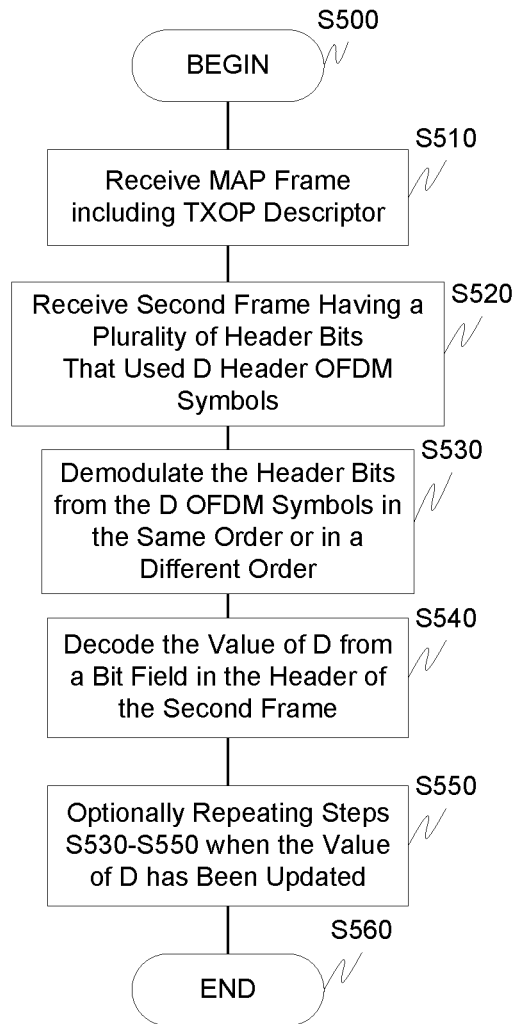 S500
BEGIN
S510
Receive MAP Frame
including TXOP Descriptor
S520
Receive Second Frame Having a
Plurality of Header Bits
That Used D Header OFDM
Symbols
S530
Demodulate the Header Bits
from the D OFDM Symbols in
the Same Order or in a
Different Order
S540
Decode the Value of D from
a Bit Field in the Header of
the Second Frame
S550
Optionally Repeating Steps
S530-S550 when the Value
of D has Been Updated
S560
END